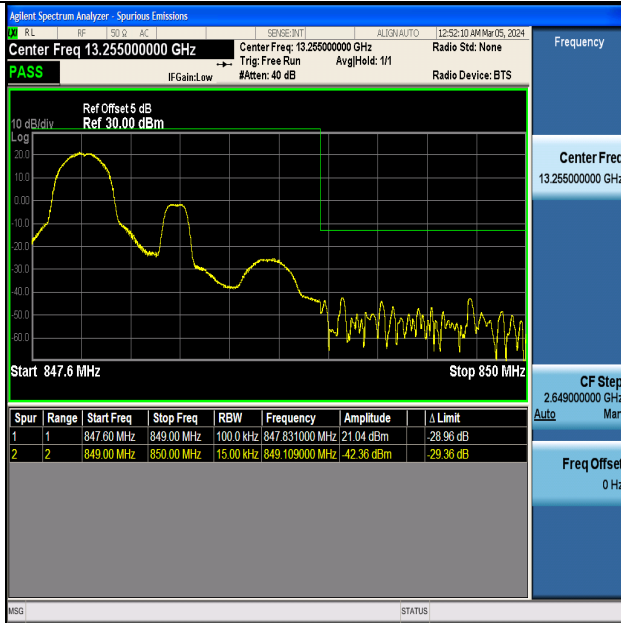 Agilent Spectrum Analyzer - Spurious Emissions
RL RF 50 Ω AC SENSE:INT ALIGN AUTO 12:52:10 AM Mar 05, 2024
Center Freq 13.255000000 GHz
Center Freq: 13.255000000 GHz
Radio Std: None
Trig: Free Run Avg|Hold: 1/1
PASS
IFGain:Low
#Atten: 40 dB
Radio Device: BTS
Frequency
Ref Offset 5 dB
10 dB/div Ref 30.00 dBm
Log
20.0
10.0
0.00
-10.0
-20.0
-30.0
-40.0
-50.0
-60.0
Start 847.6 MHz
Stop 850 MHz
Center Freq
13.255000000 GHz
CF Step
2.649000000 GHz
Auto Man
Freq Offset
0 Hz
Spur Range Start Freq Stop Freq RBW Frequency Amplitude Δ Limit
1 1 847.60 MHz 849.00 MHz 100.0 kHz 847.831000 MHz 21.04 dBm -28.96 dB
2 2 849.00 MHz 850.00 MHz 15.00 kHz 849.109000 MHz -42.36 dBm -29.36 dB
MSG
STATUS